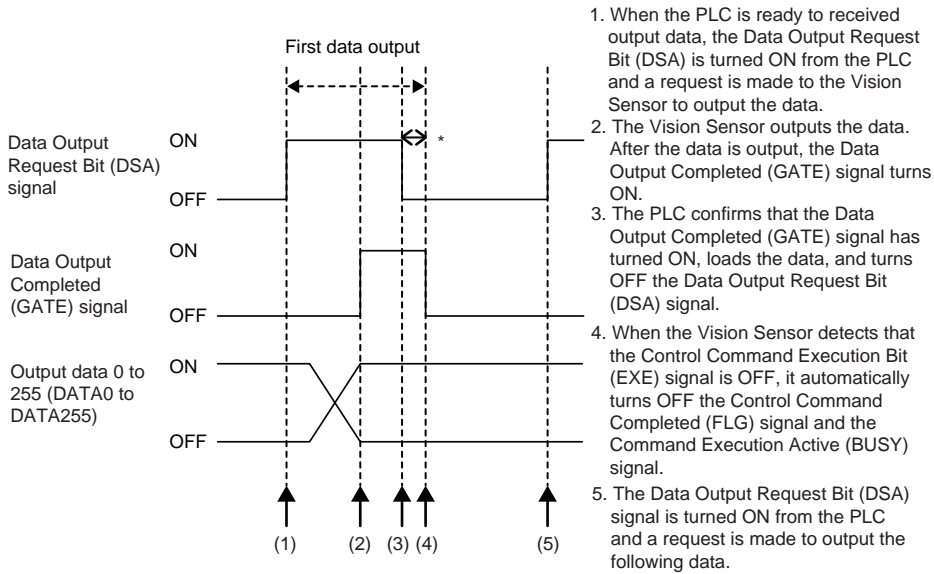 First data output
Data Output
Request Bit (DSA)
signal
ON
OFF
*
Data Output
Completed
(GATE) signal
ON
OFF
Output data 0 to
255 (DATA0 to
DATA255)
ON
OFF
(1)
(2)
(3)
(4)
(5)
1. When the PLC is ready to received
output data, the Data Output Request
Bit (DSA) is turned ON from the PLC
and a request is made to the Vision
Sensor to output the data.
2. The Vision Sensor outputs the data.
After the data is output, the Data
Output Completed (GATE) signal turns
ON.
3. The PLC confirms that the Data
Output Completed (GATE) signal has
turned ON, loads the data, and turns
OFF the Data Output Request Bit
(DSA) signal.
4. When the Vision Sensor detects that
the Control Command Execution Bit
(EXE) signal is OFF, it automatically
turns OFF the Control Command
Completed (FLG) signal and the
Command Execution Active (BUSY)
signal.
5. The Data Output Request Bit (DSA)
signal is turned ON from the PLC
and a request is made to output the
following data.